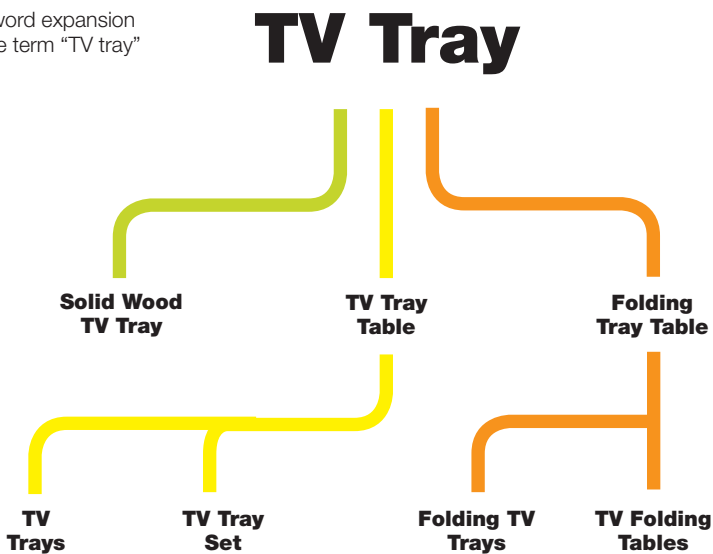 word expansion
e term “TV tray”
TV Tray
Solid Wood
TV Tray
TV Tray
Table
Folding
Tray Table
TV
Trays
TV Tray
Set
Folding TV
Trays
TV Folding
Tables